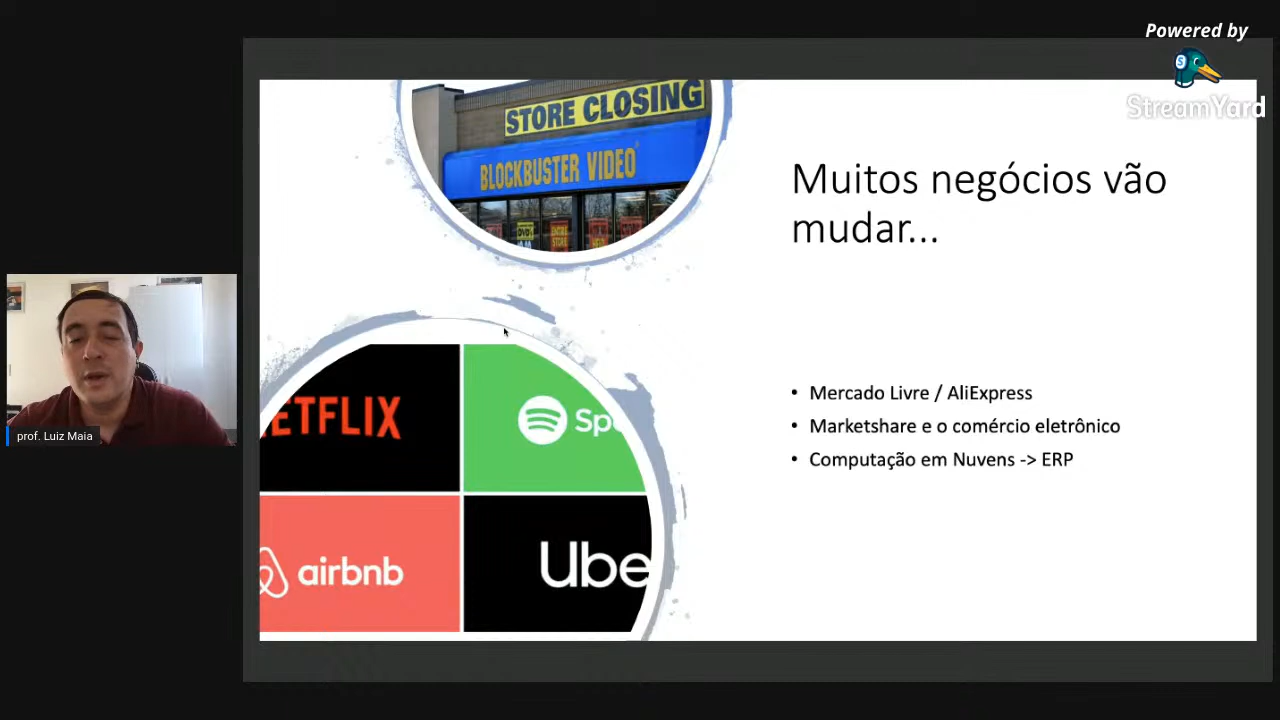 Powered by
StreamYard
STORE CLOSING
BLOCKBUSTER VIDEO
Muitos negócios vão
mudar...
ETFLIX
Spo
airbnb
Ube
• Mercado Livre / AliExpress
• Marketshare e o comércio eletrônico
• Computação em Nuvens -> ERP
prof. Luiz Maia